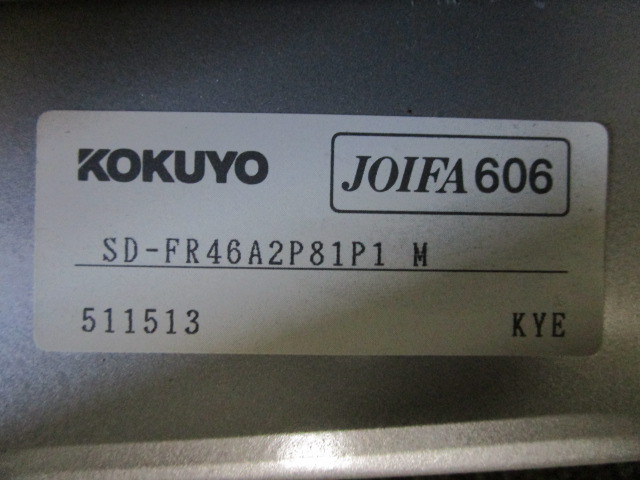 KOKUYO JOIFA 606
SD-FR46A2P81P1 M
511513 KYE